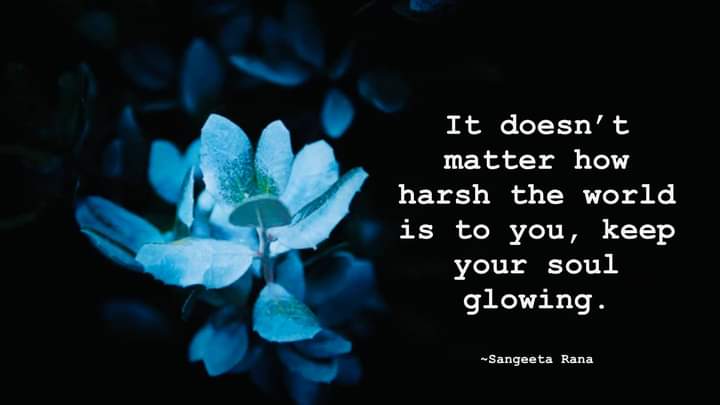 It doesn’t
matter how
harsh the world
is to you, keep
your soul
glowing.
~Sangeeta Rana